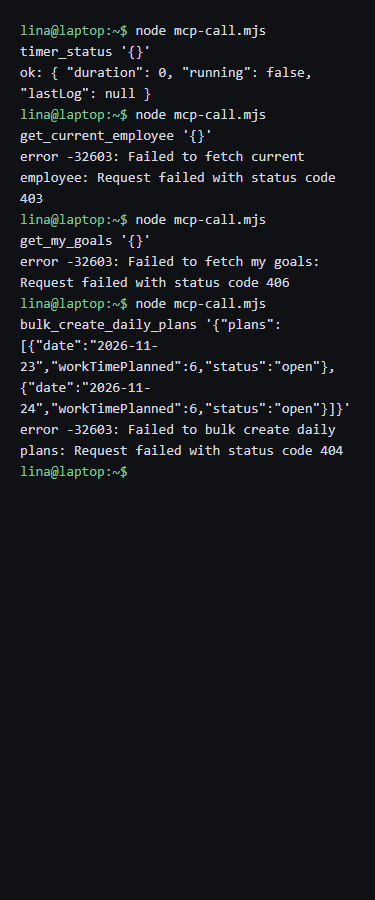 lina@laptop:~$ node mcp-call.mjs
timer_status '{}'
ok: { "duration": 0, "running": false,
"lastLog": null }
lina@laptop:~$ node mcp-call.mjs
get_current_employee '{}'
error -32603: Failed to fetch current
employee: Request failed with status code
403
lina@laptop:~$ node mcp-call.mjs
get_my_goals '{}'
error -32603: Failed to fetch my goals:
Request failed with status code 406
lina@laptop:~$ node mcp-call.mjs
bulk_create_daily_plans '{"plans":
[{"date":"2026-11-
23","workTimePlanned":6,"status":"open"},
{"date":"2026-11-
24","workTimePlanned":6,"status":"open"}]}'
error -32603: Failed to bulk create daily
plans: Request failed with status code 404
lina@laptop:~$